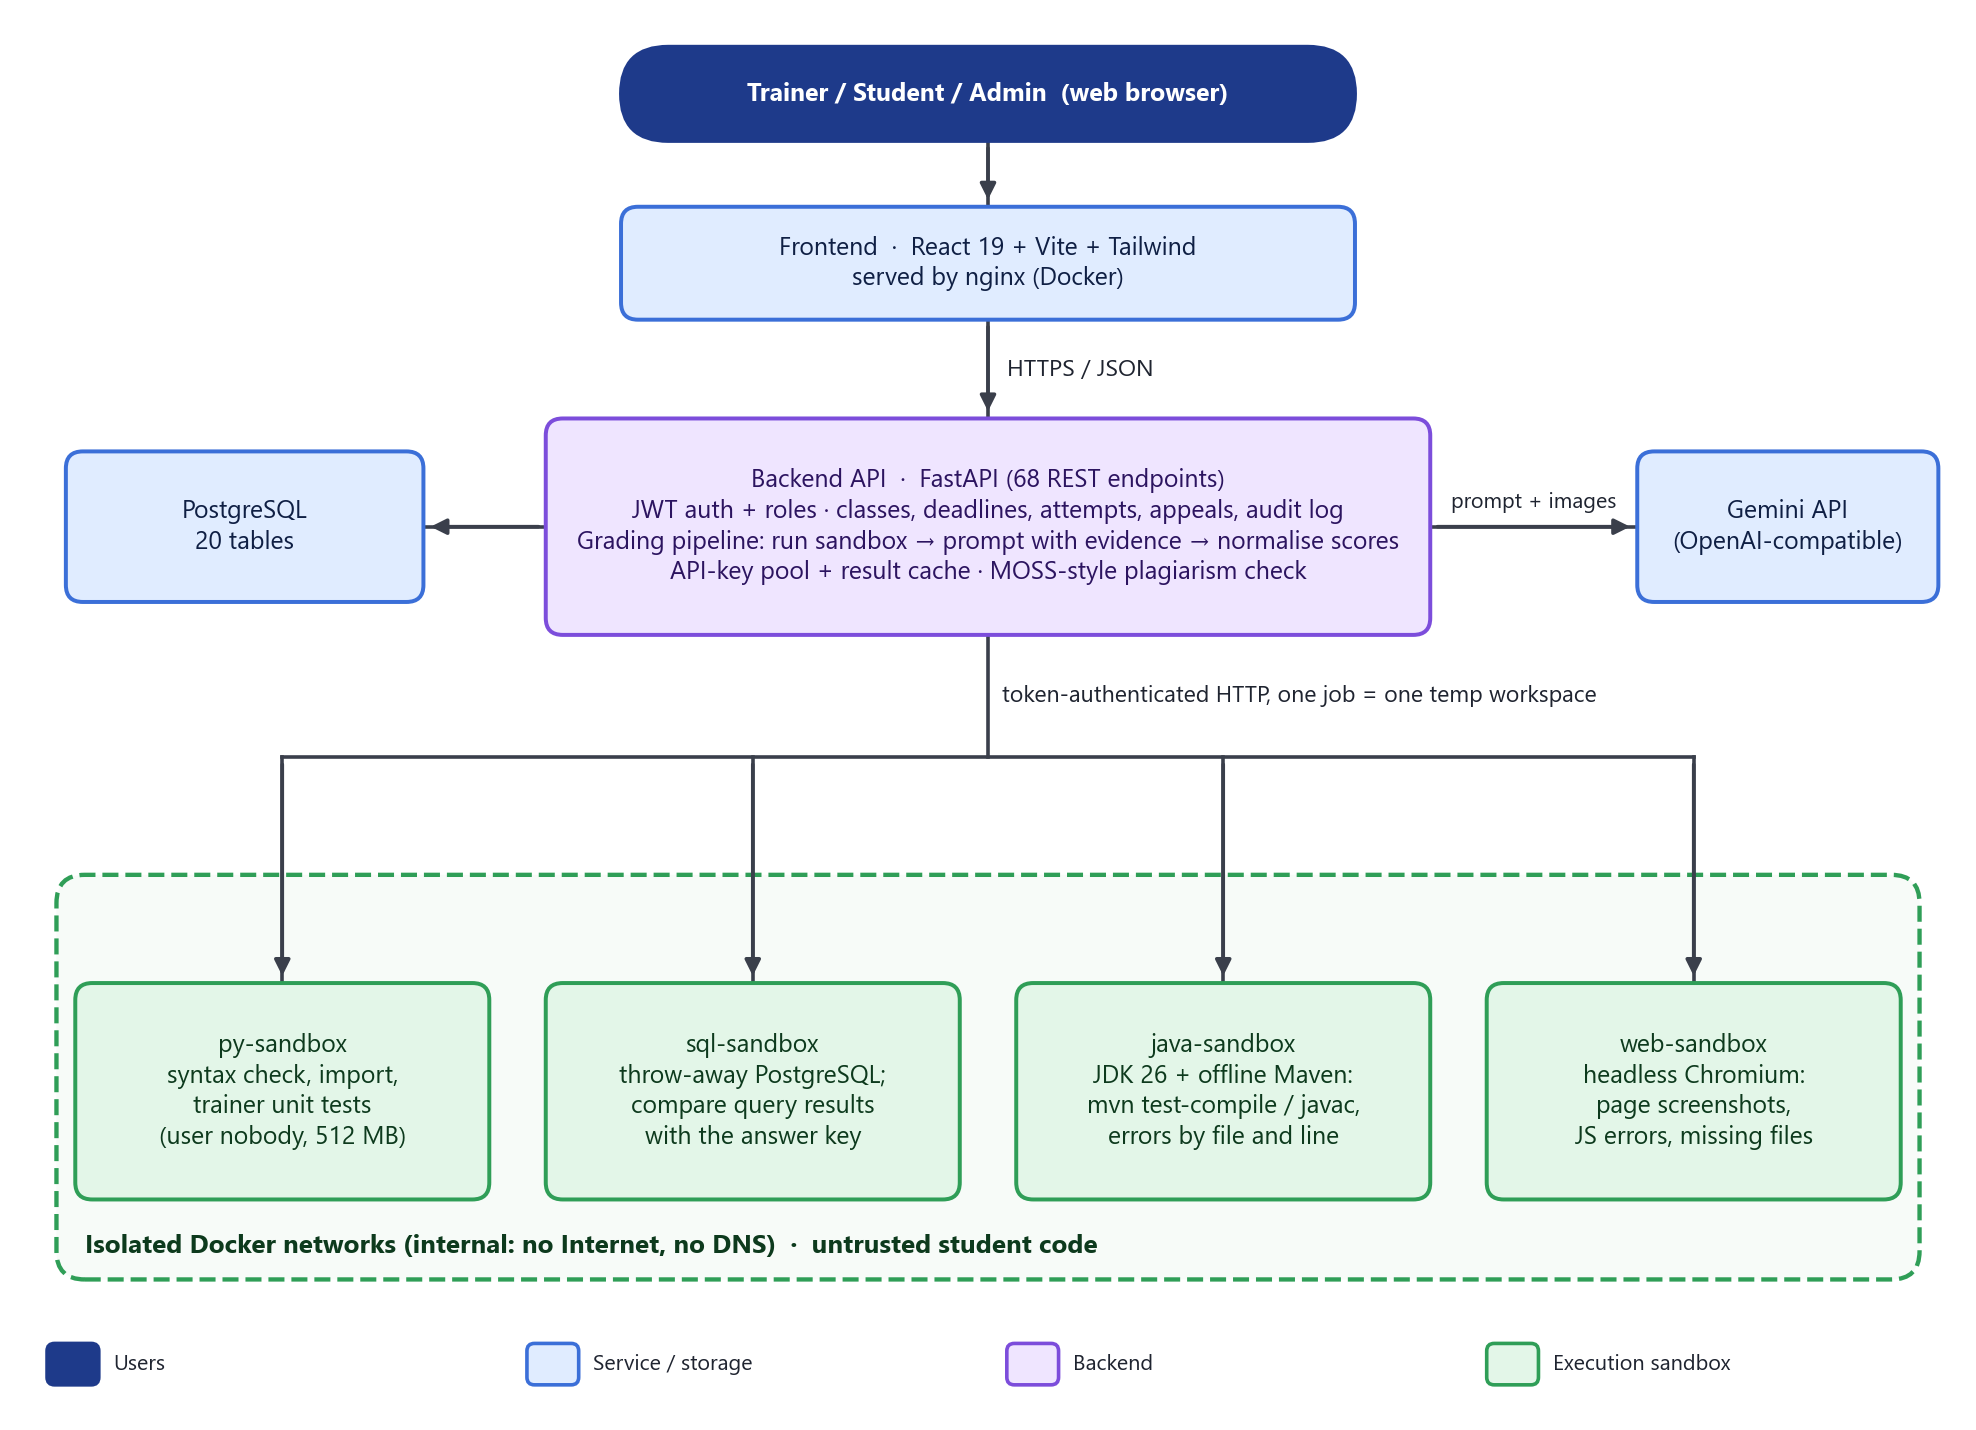 Trainer / Student / Admin (web browser)
Frontend · React 19 + Vite + Tailwind
served by nginx (Docker)
HTTPS / JSON
PostgreSQL
20 tables
Backend API · FastAPI (68 REST endpoints)
JWT auth + roles · classes, deadlines, attempts, appeals, audit log
Grading pipeline: run sandbox → prompt with evidence → normalise scores
API-key pool + result cache · MOSS-style plagiarism check
prompt + images
Gemini API
(OpenAI-compatible)
token-authenticated HTTP, one job = one temp workspace
py-sandbox
syntax check, import,
trainer unit tests
(user nobody, 512 MB)
sql-sandbox
throw-away PostgreSQL;
compare query results
with the answer key
java-sandbox
JDK 26 + offline Maven:
mvn test-compile / javac,
errors by file and line
web-sandbox
headless Chromium:
page screenshots,
JS errors, missing files
Isolated Docker networks (internal: no Internet, no DNS) · untrusted student code
Users
Service / storage
Backend
Execution sandbox